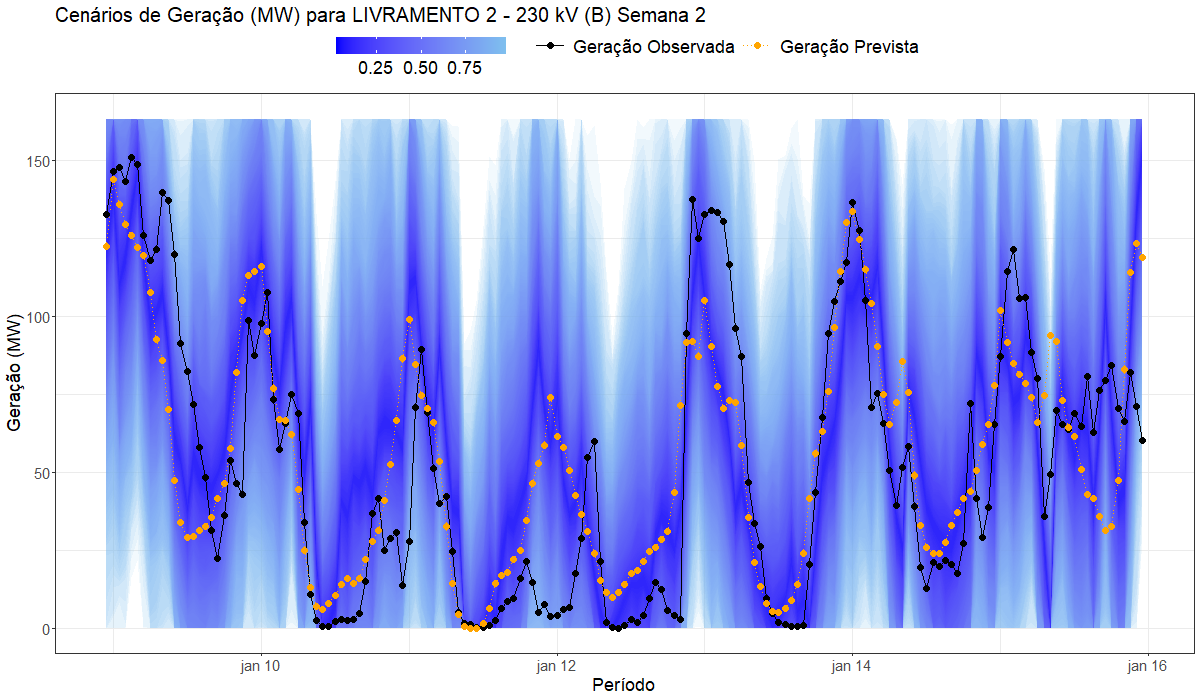 Cenários de Geração (MW) para LIVRAMENTO 2 - 230 kV (B) Semana 2
0.25 0.50 0.75
Geração Observada
Geração Prevista
Geração (MW)
150
100
50
0
jan 10 jan 12 jan 14 jan 16
Período